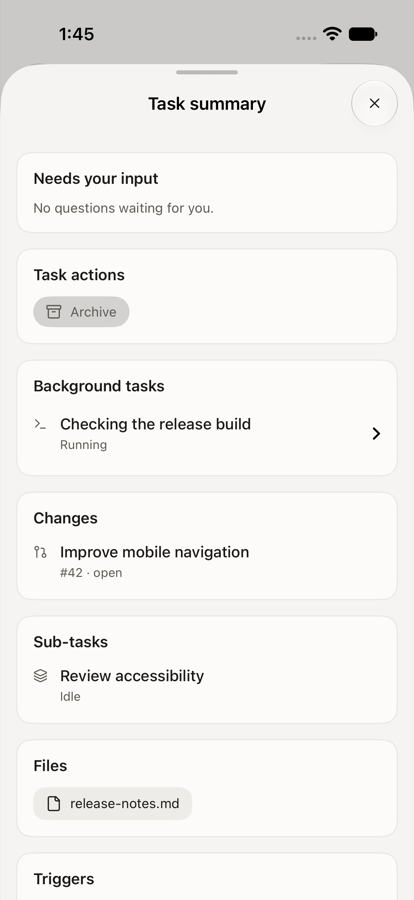 1:45
Task summary
Needs your input
No questions waiting for you.
Task actions
Archive
Background tasks
Checking the release build
Running
Changes
Improve mobile navigation
#42 · open
Sub-tasks
Review accessibility
Idle
Files
release-notes.md
Triggers